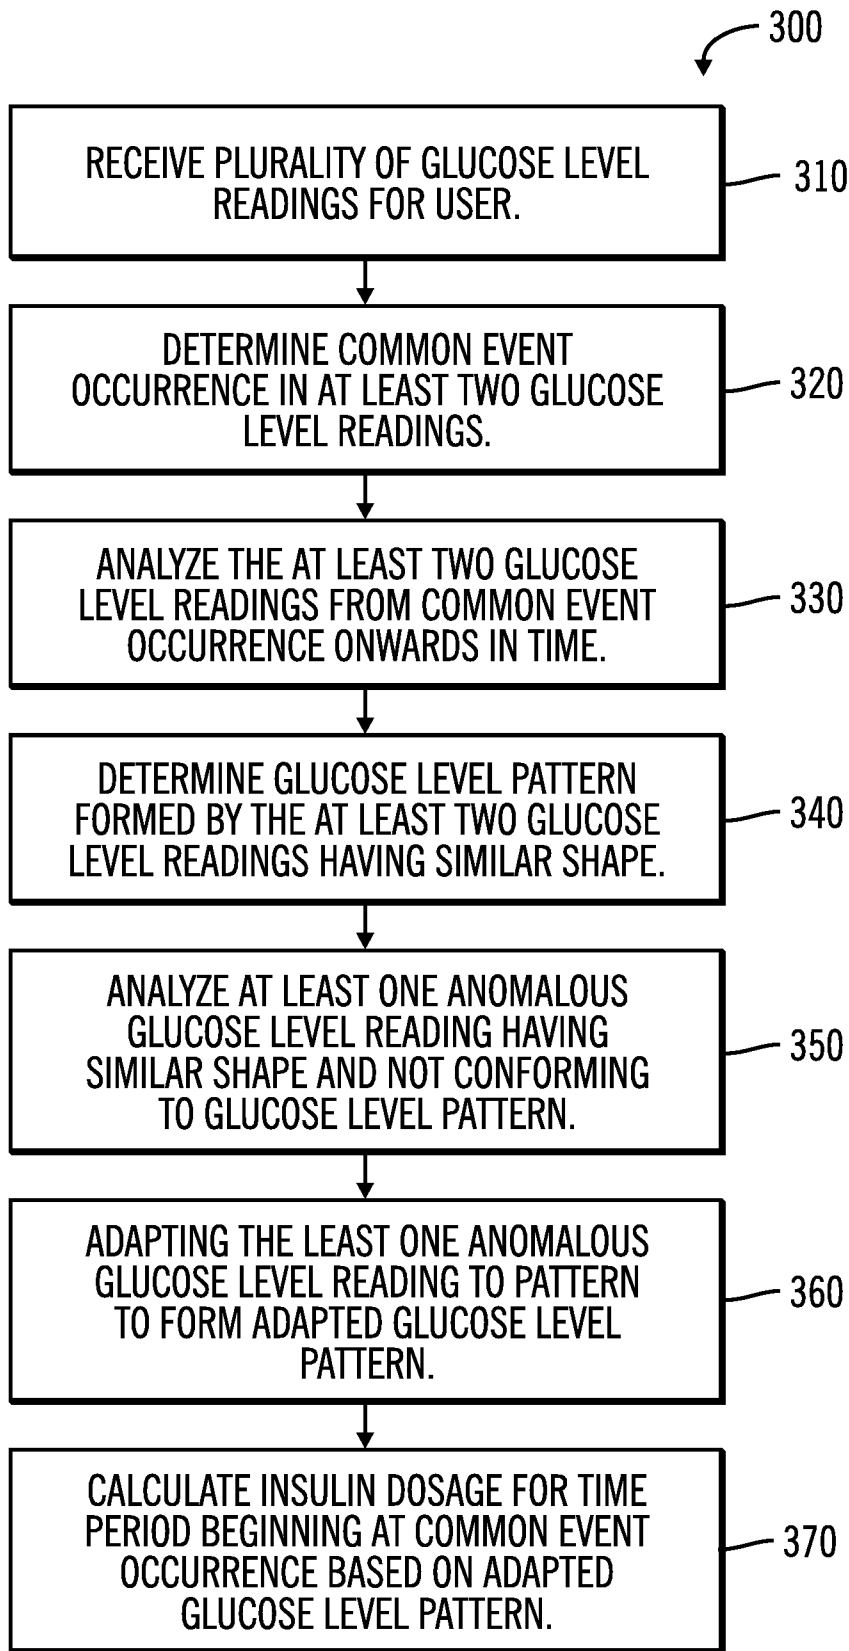 300
RECEIVE PLURALITY OF GLUCOSE LEVEL
READINGS FOR USER.
310
DETERMINE COMMON EVENT
OCCURRENCE IN AT LEAST TWO GLUCOSE
LEVEL READINGS.
320
ANALYZE THE AT LEAST TWO GLUCOSE
LEVEL READINGS FROM COMMON EVENT
OCCURRENCE ONWARDS IN TIME.
330
DETERMINE GLUCOSE LEVEL PATTERN
FORMED BY THE AT LEAST TWO GLUCOSE
LEVEL READINGS HAVING SIMILAR SHAPE.
340
ANALYZE AT LEAST ONE ANOMALOUS
GLUCOSE LEVEL READING HAVING
SIMILAR SHAPE AND NOT CONFORMING
TO GLUCOSE LEVEL PATTERN.
350
ADAPTING THE LEAST ONE ANOMALOUS
GLUCOSE LEVEL READING TO PATTERN
TO FORM ADAPTED GLUCOSE LEVEL
PATTERN.
360
CALCULATE INSULIN DOSAGE FOR TIME
PERIOD BEGINNING AT COMMON EVENT
OCCURRENCE BASED ON ADAPTED
GLUCOSE LEVEL PATTERN.
370